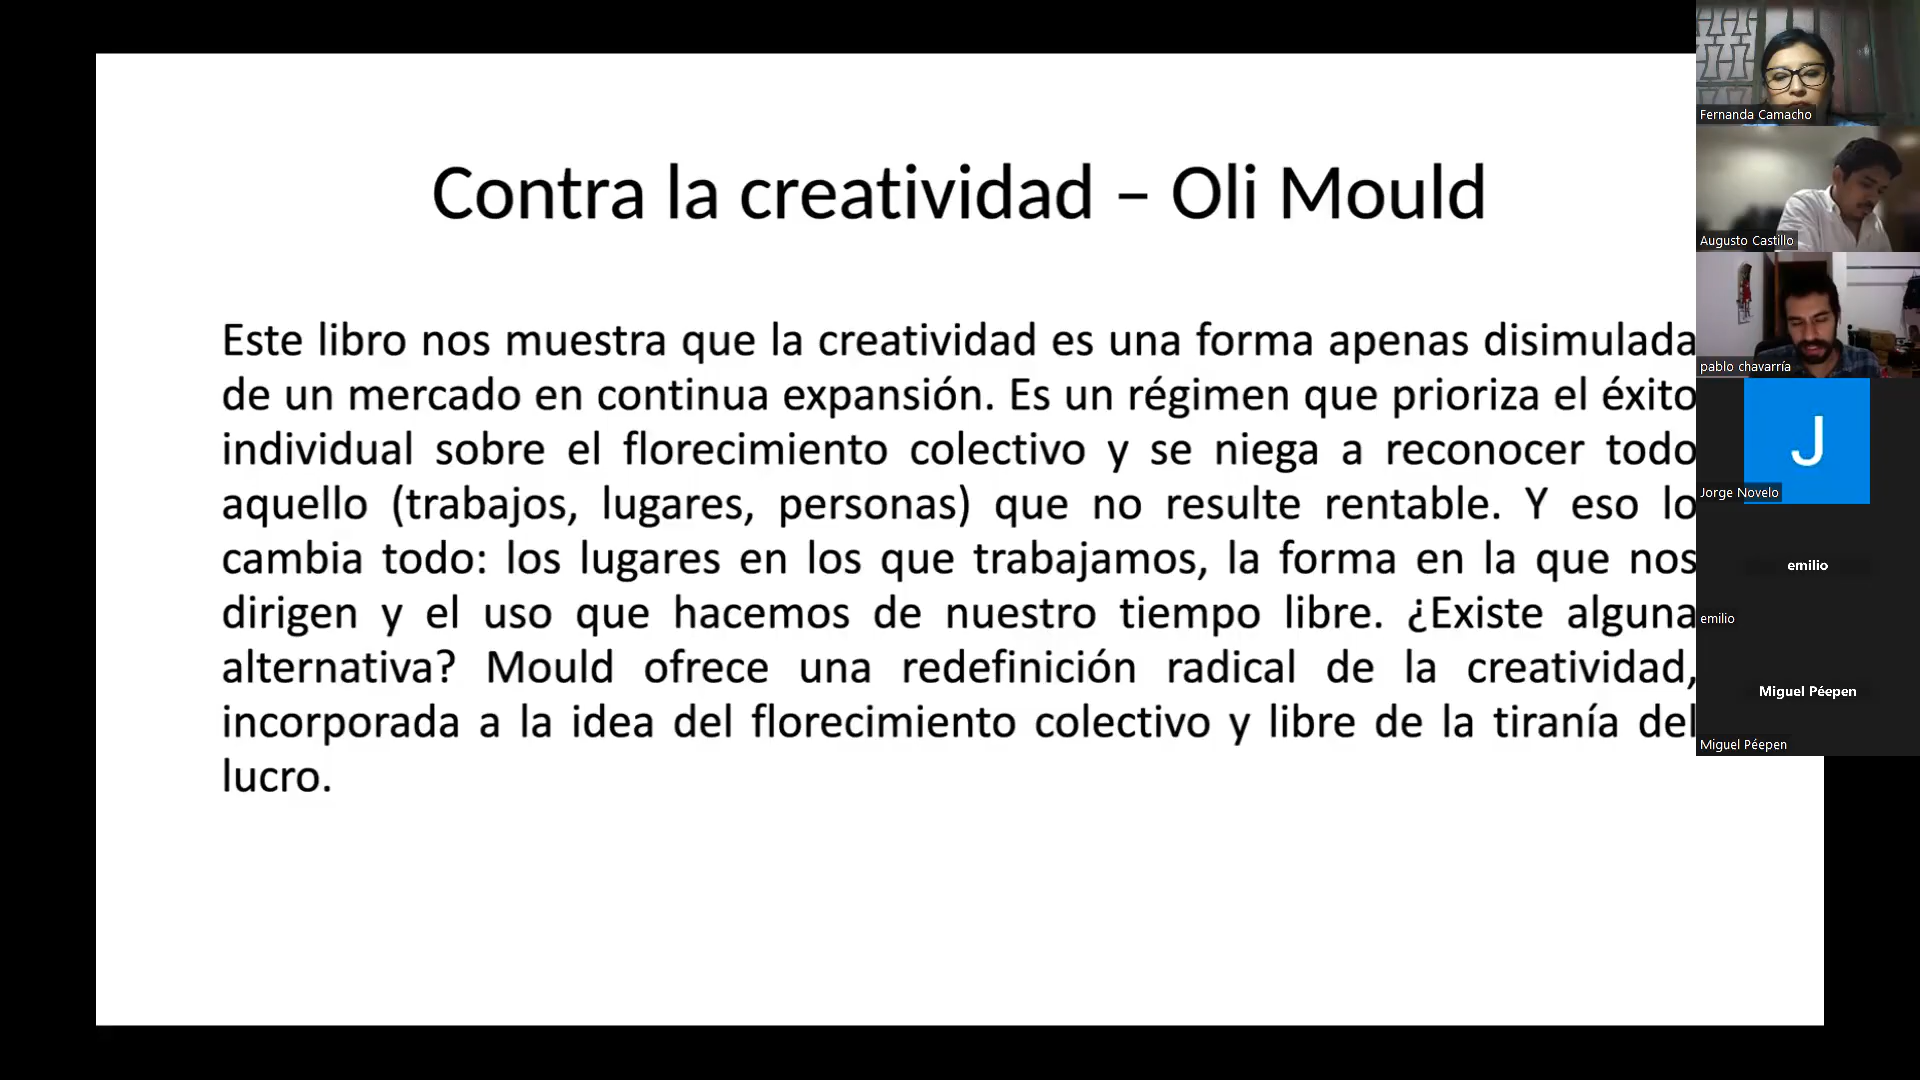 Contra la creatividad – Oli Mould
Este libro nos muestra que la creatividad es una forma apenas disimulada
de un mercado en continua expansión. Es un régimen que prioriza el éxito
individual sobre el florecimiento colectivo y se niega a reconocer todo
aquello (trabajos, lugares, personas) que no resulte rentable. Y eso lo
cambia todo: los lugares en los que trabajamos, la forma en la que nos
dirigen y el uso que hacemos de nuestro tiempo libre. ¿Existe alguna
alternativa? Mould ofrece una redefinición radical de la creatividad,
incorporada a la idea del florecimiento colectivo y libre de la tiranía del
lucro.
Fernanda Camacho
Augusto Castillo
pablo chavarría
J
Jorge Novelo
emilio
emilio
Miguel Péepen
Miguel Péepen